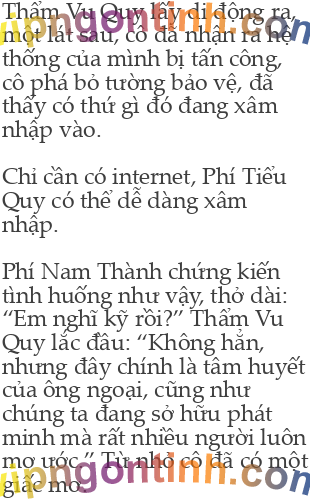 Thẩm Vu Quy lấy di động ra,
một lát sau, cô đã nhận ra hệ
thống của mình bị tấn công,
cô phá bỏ tường bảo vệ, đã
thấy có thứ gì đó đang xâm
nhập vào.
Chỉ cần có internet, Phí Tiểu
Quy có thể dễ dàng xâm
nhập.
Phí Nam Thành chứng kiến
tình huống như vậy, thở dài:
“Em nghĩ kỹ rồi?” Thẩm Vu
Quy lắc đầu: “Không hẳn,
nhưng đây chính là tâm huyết
của ông ngoại, cũng như
chúng ta đang sở hữu phát
minh mà rất nhiều người luôn
mơ ước.” Từ nhỏ cô đã có một
giấc mơ.
vipngontinh.com
vipngontinh.com